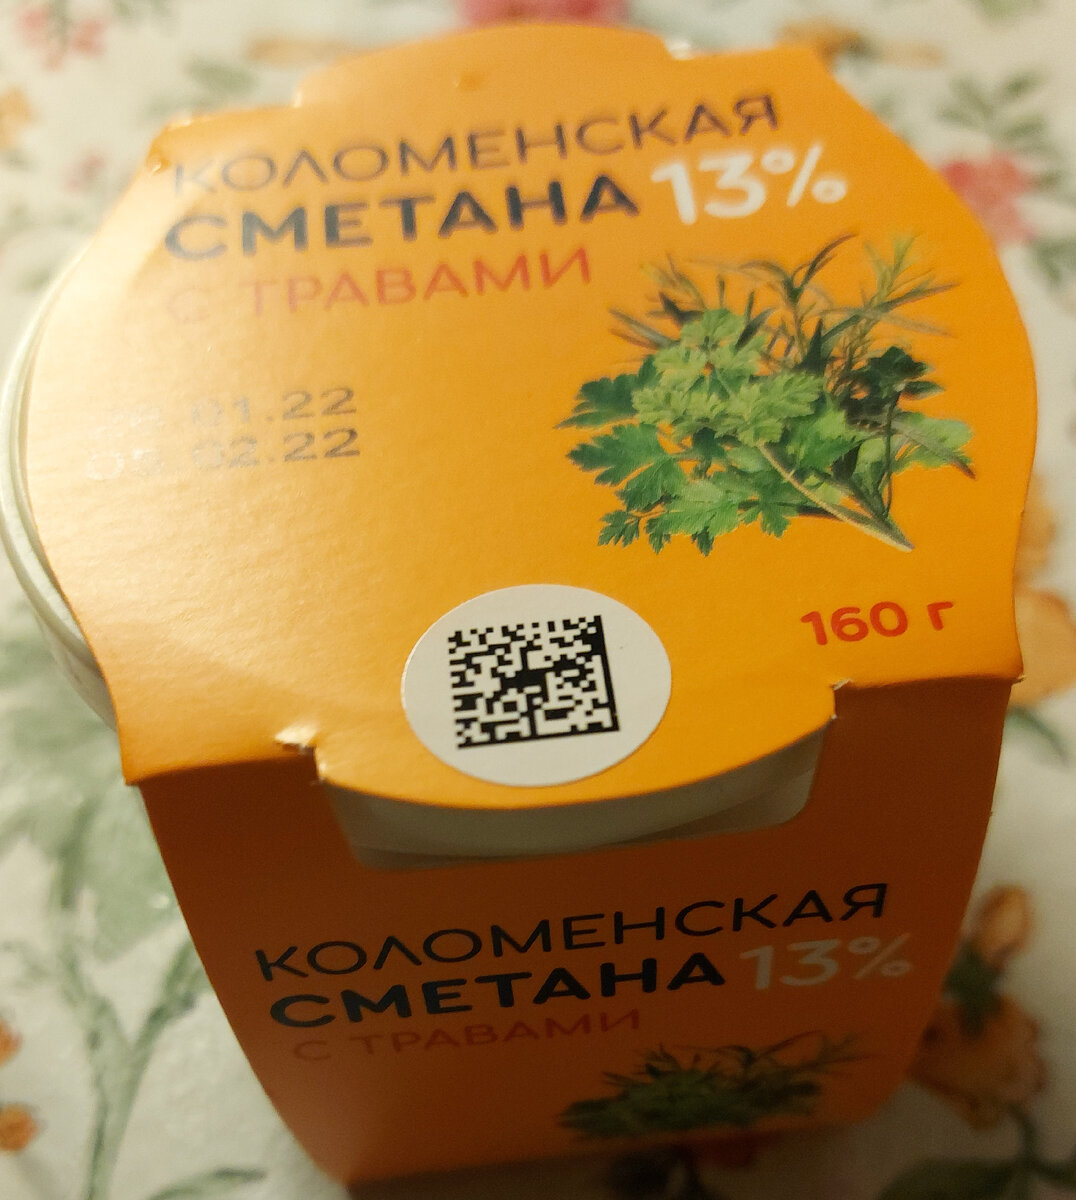 КОЛОМЕНСКАЯ
СМЕТАНА 13%
С ТРАВАМИ
01.22
02.22
160 г
КОЛОМЕНСКАЯ
СМЕТАНА 13%
С ТРАВАМИ